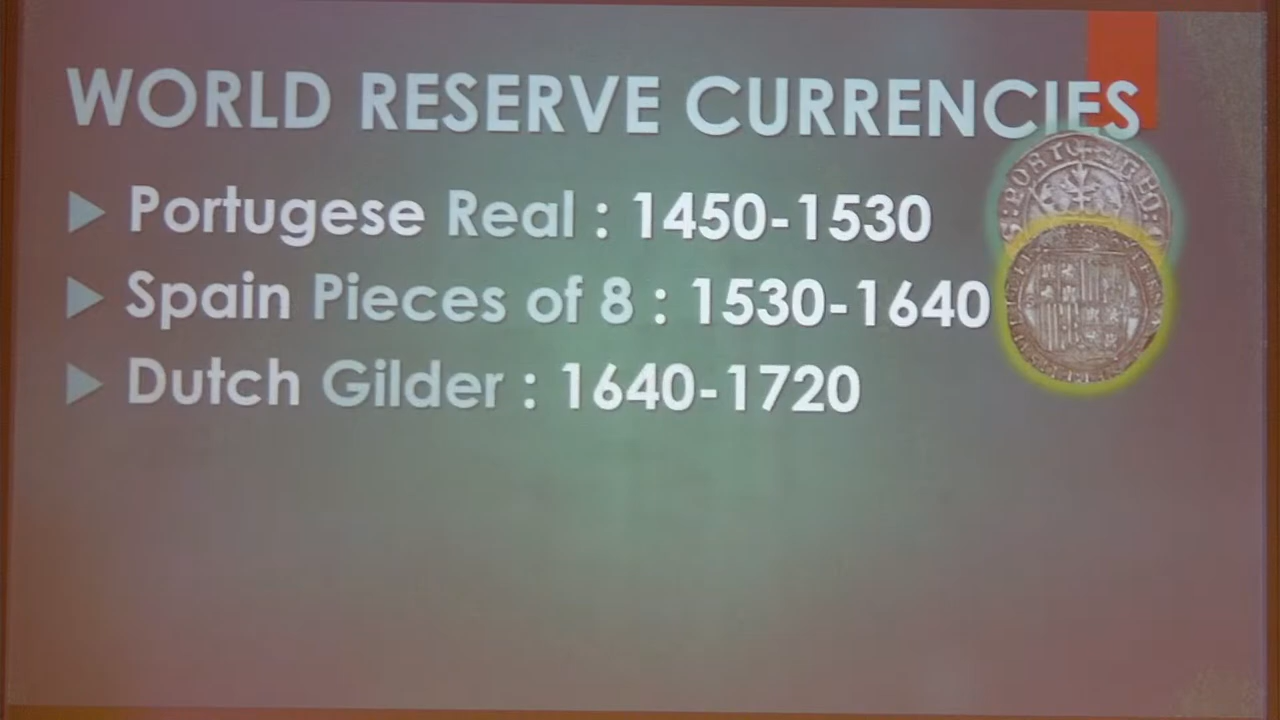 WORLD RESERVE CURRENCIES
Portugese Real : 1450-1530
Spain Pieces of 8 : 1530-1640
Dutch Gilder : 1640-1720